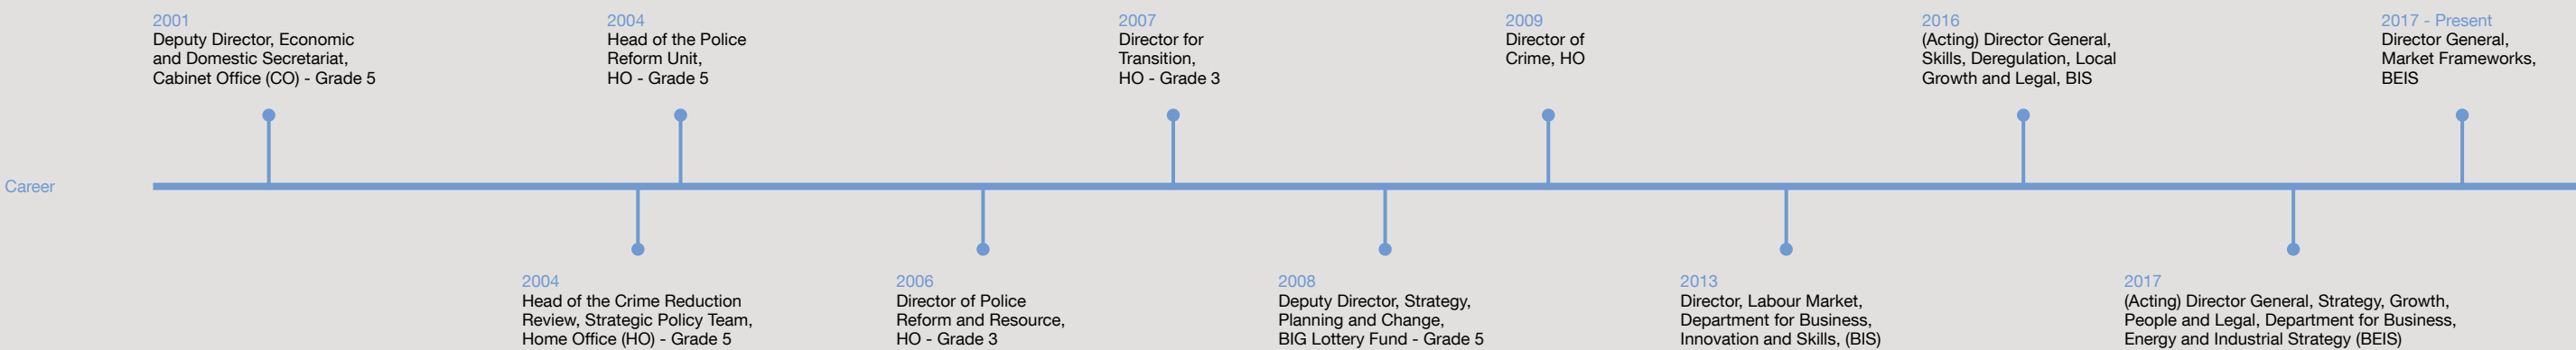 2001
Deputy Director, Economic
and Domestic Secretariat,
Cabinet Office (CO) - Grade 5
2004
Head of the Police
Reform Unit,
HO - Grade 5
2007
Director for
Transition,
HO - Grade 3
2009
Director of
Crime, HO
2016
(Acting) Director General,
Skills, Deregulation, Local
Growth and Legal, BIS
2017 - Present
Director General,
Market Frameworks,
BEIS
Career
2004
Head of the Crime Reduction
Review, Strategic Policy Team,
Home Office (HO) - Grade 5
2006
Director of Police
Reform and Resource,
HO - Grade 3
2008
Deputy Director, Strategy,
Planning and Change,
BIG Lottery Fund - Grade 5
2013
Director, Labour Market,
Department for Business,
Innovation and Skills, (BIS)
2017
(Acting) Director General, Strategy, Growth,
People and Legal, Department for Business,
Energy and Industrial Strategy (BEIS)